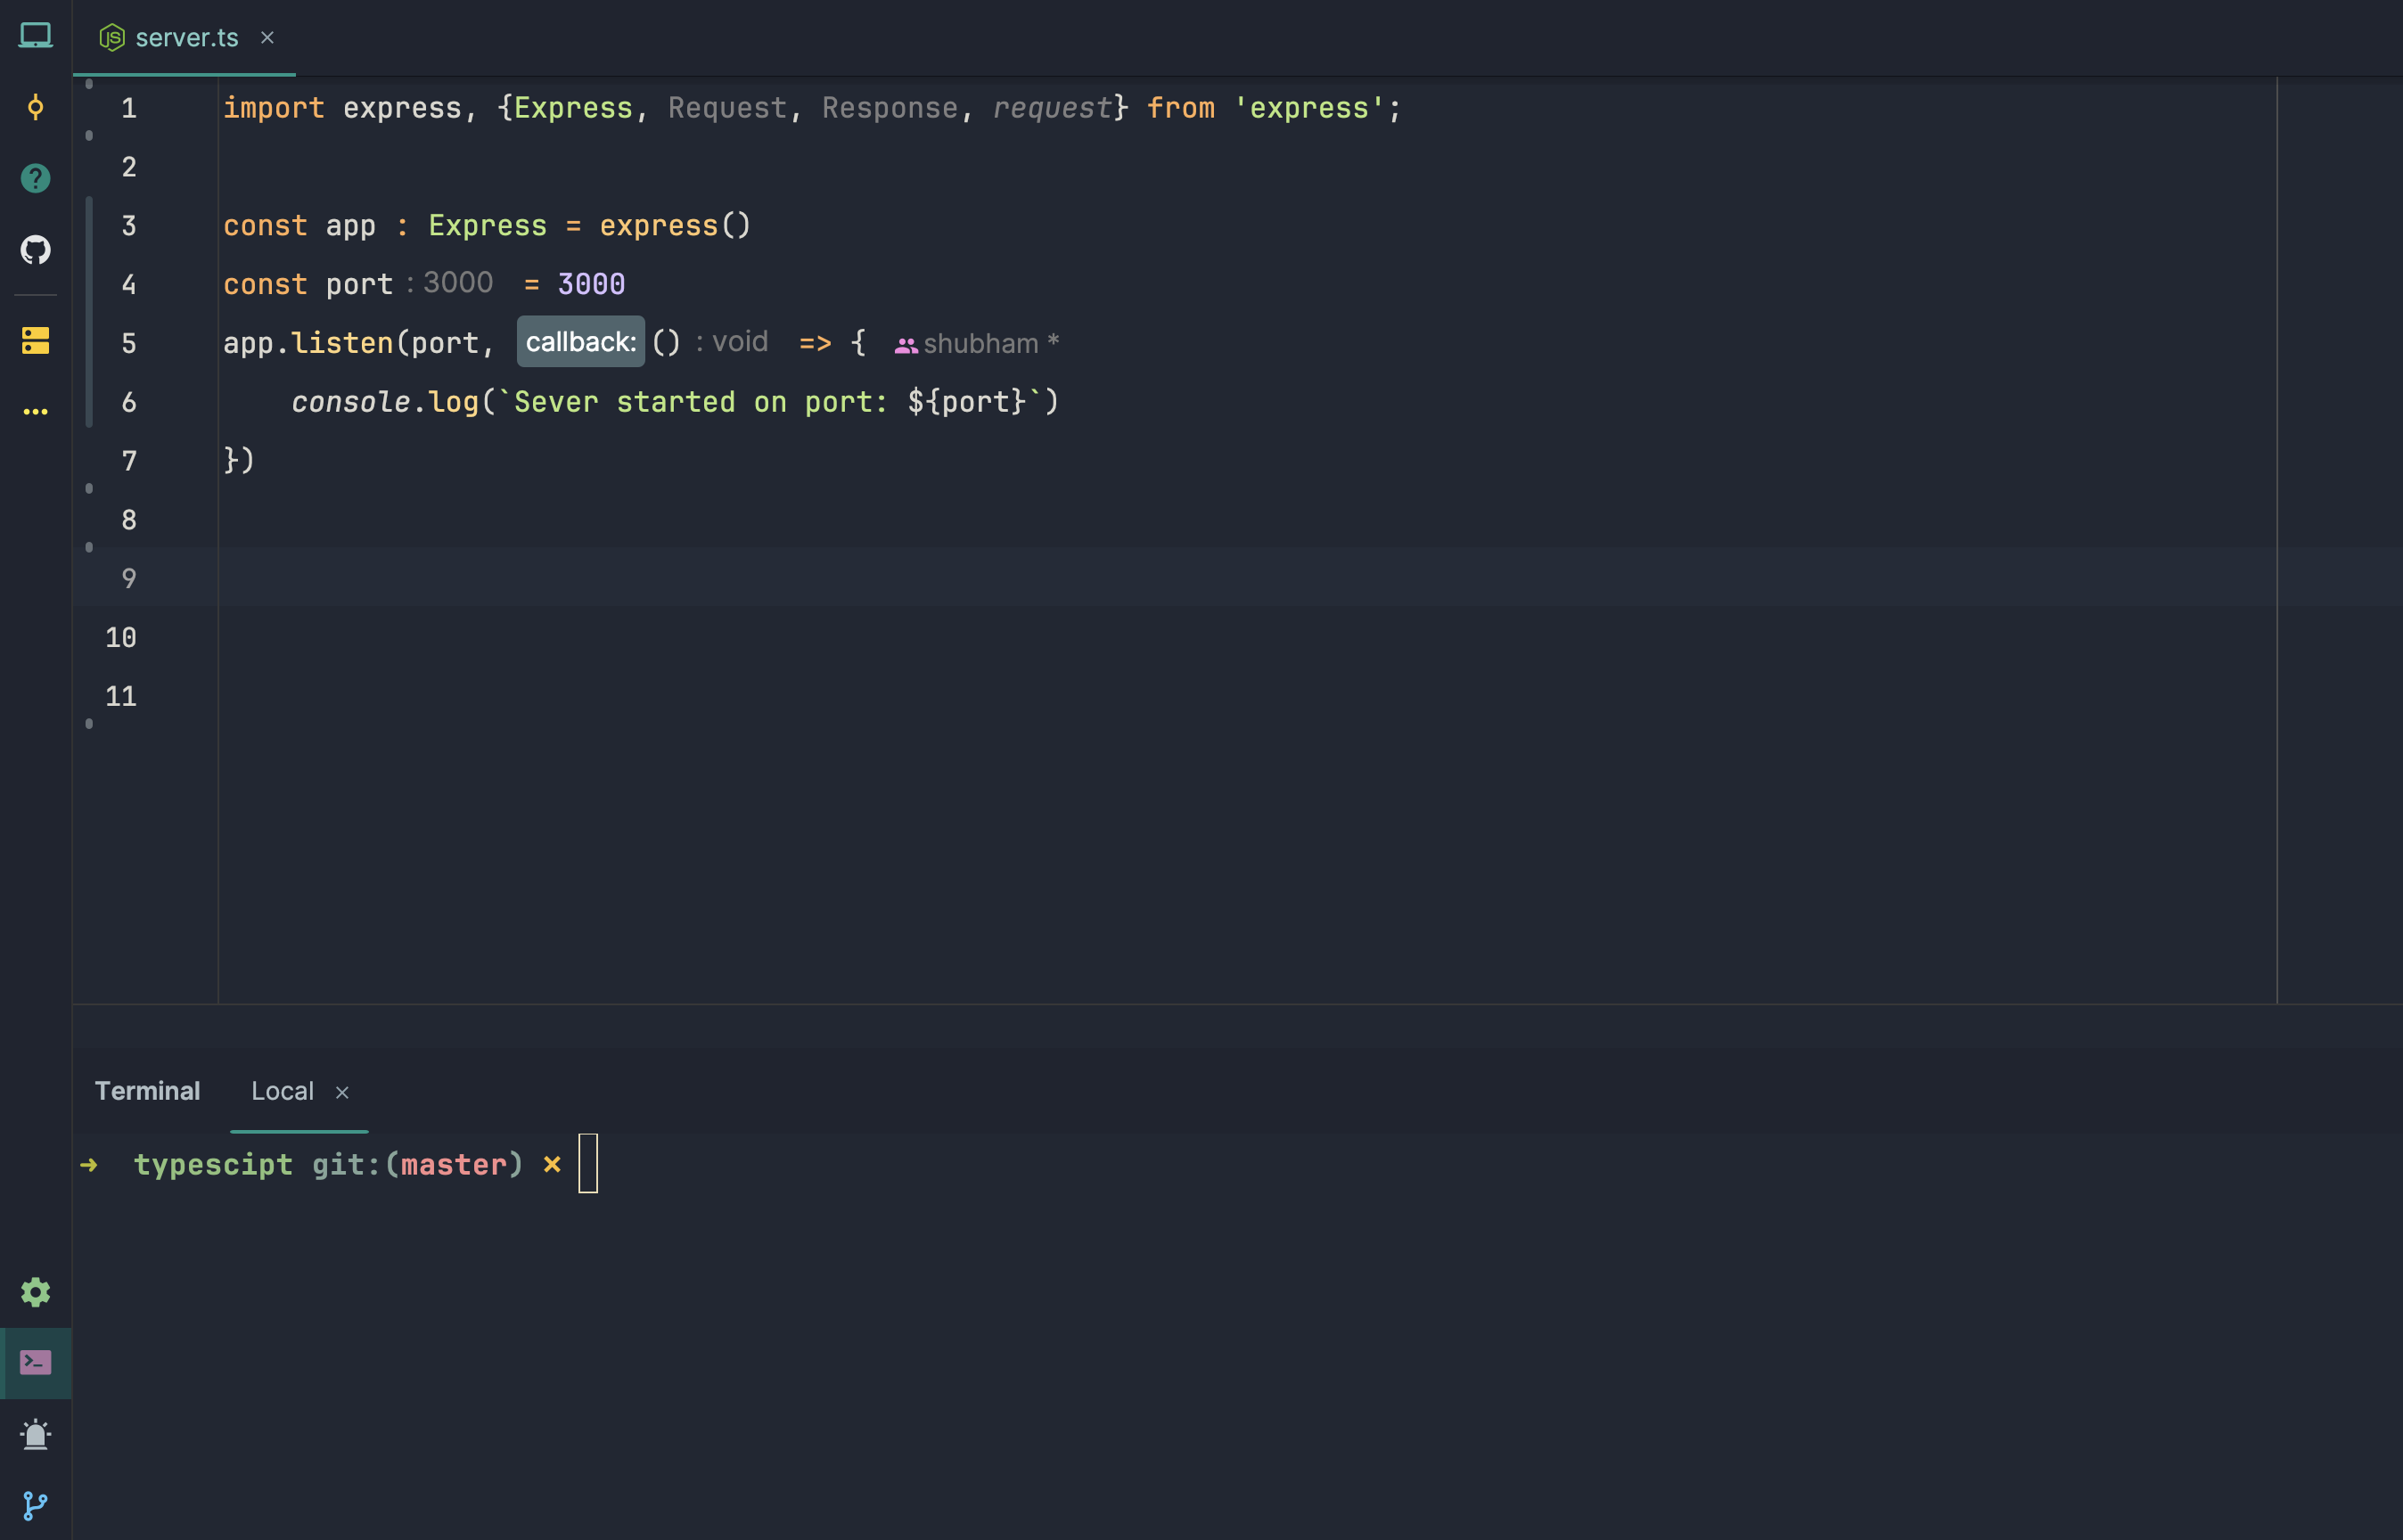 server.ts ×
1 import express, {Express, Request, Response, request} from 'express';
2
3 const app : Express = express()
4 const port : 3000 = 3000
5 app.listen(port, callback: () : void => { shubham *
6 console.log(`Sever started on port: ${port}`)
7 })
8
9
10
11
Terminal Local ×
➜ typescipt git:(master) ✗